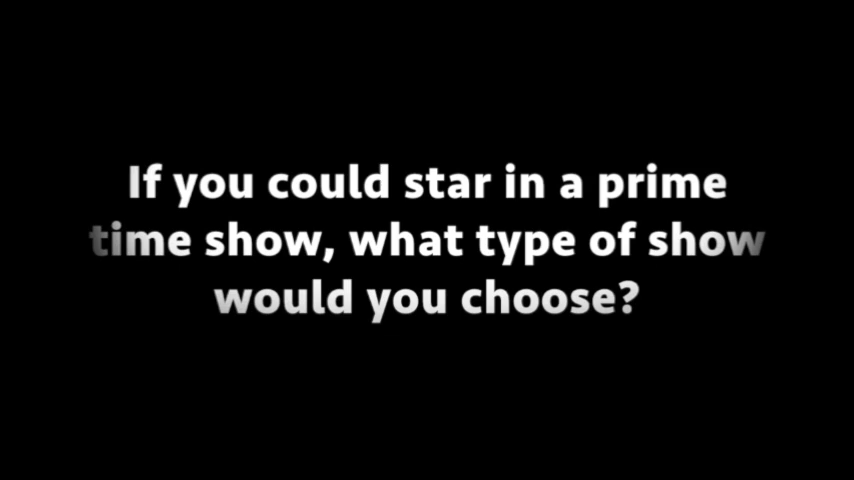 If you could star in a prime
time show, what type of show
would you choose?